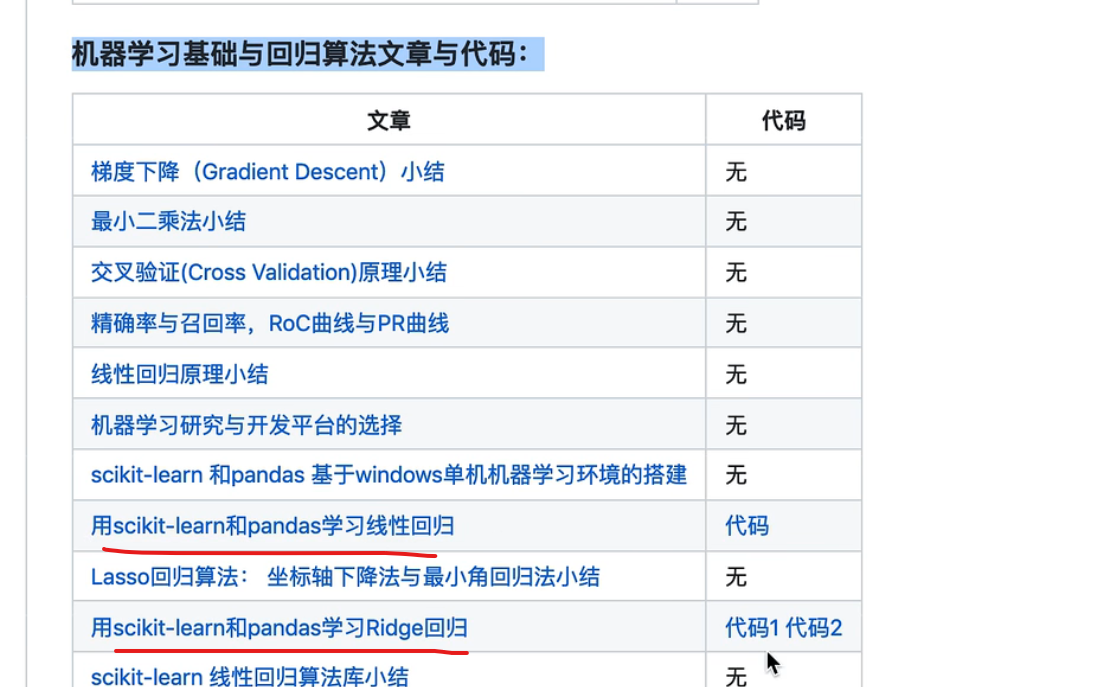 机器学习基础与回归算法文章与代码：
文章 代码
梯度下降（Gradient Descent）小结 无
最小二乘法小结 无
交叉验证(Cross Validation)原理小结 无
精确率与召回率，RoC曲线与PR曲线 无
线性回归原理小结 无
机器学习研究与开发平台的选择 无
scikit-learn 和pandas 基于windows单机机器学习环境的搭建 无
用scikit-learn和pandas学习线性回归 代码
Lasso回归算法： 坐标轴下降法与最小角回归法小结 无
用scikit-learn和pandas学习Ridge回归 代码1 代码2
scikit-learn 线性回归算法库小结 无